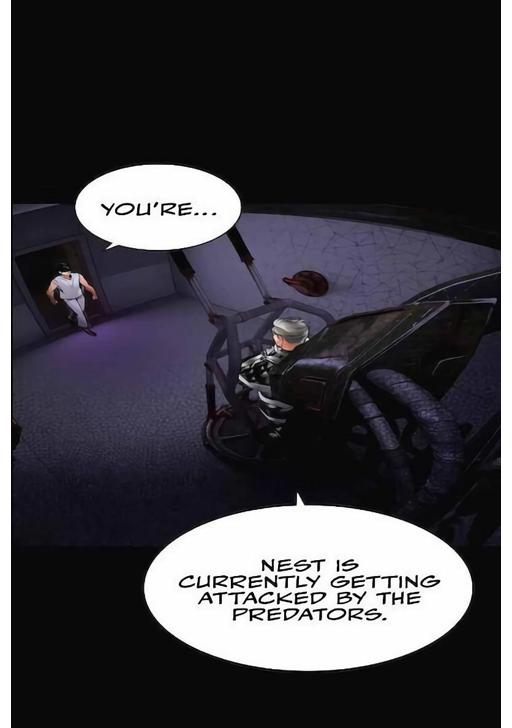 YOU'RE...
NEST IS
CURRENTLY GETTING
ATTACKED BY THE
PREDATORS.